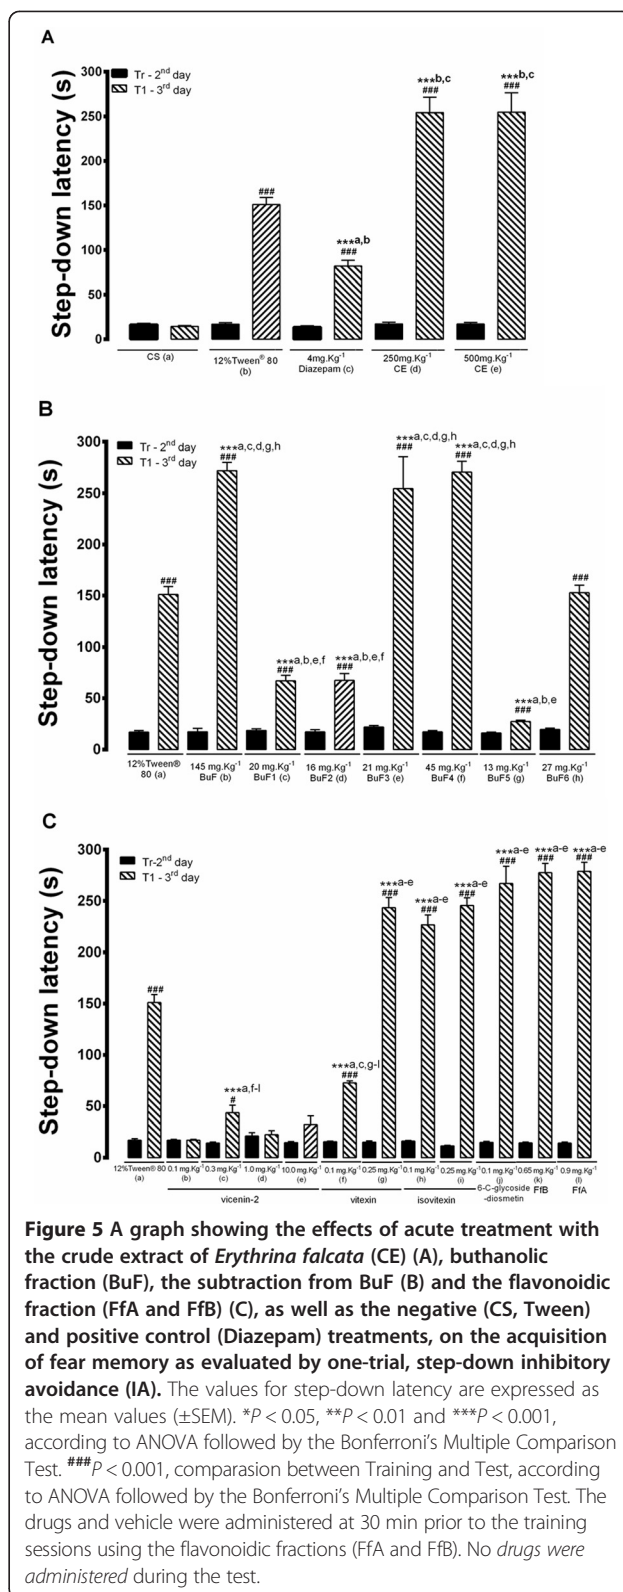 A
Step-down latency (s)
300
250
200
150
100
50
0
Tr - 2nd day
T1 - 3rd day
###
***a,b
###
***b,c
###
***b,c
###
CS (a)
12%Tween® 80
(b)
4mg.Kg-1
Diazepam (c)
250mg.Kg-1
CE (d)
500mg.Kg-1
CE (e)
B
Step-down latency (s)
300
250
200
150
100
50
0
Tr - 2nd day
T1 - 3rd day
###
***a,c,d,g,h
###
***a,b,e,f
###
***a,b,e,f
###
***a,c,d,g,h
###
***a,c,d,g,h
###
***a,b,e
###
###
12%Tween®
80 (a)
145 mg.Kg-1
BuF (b)
20 mg.Kg-1
BuF1 (c)
16 mg.Kg-1
BuF2 (d)
21 mg.Kg-1
BuF3 (e)
45 mg.Kg-1
BuF4 (f)
13 mg.Kg-1
BuF5 (g)
27 mg.Kg-1
BuF6 (h)
C
Step-down latency (s)
300
250
200
150
100
50
0
Tr-2nd day
T1 - 3rd day
###
***a,f-l
#
***a,c,g-l
###
***a-e
###
***a-e
###
***a-e
###
***a-e
###
***a-e
###
***a-e
###
12%Tween® 80
(a)
0.1 mg.Kg-1
(b)
0.3 mg.Kg-1
(c)
1.0 mg.Kg-1
(d)
10.0 mg.Kg-1
(e)
0.1 mg.Kg-1
(f)
0.25 mg.Kg-1
(g)
0.1 mg.Kg-1
(h)
0.25 mg.Kg-1
(i)
0.1 mg.Kg-1
(j)
0.65 mg.Kg-1
(k)
0.9 mg.Kg-1
(l)
vicenin-2
vitexin
isovitexin
6-C-glycoside
-diosmetin
FfB
FfA
Figure 5 A graph showing the effects of acute treatment with
the crude extract of Erythrina falcata (CE) (A), buthanolic
fraction (BuF), the subtraction from BuF (B) and the flavonoidic
fraction (FfA and FfB) (C), as well as the negative (CS, Tween)
and positive control (Diazepam) treatments, on the acquisition
of fear memory as evaluated by one-trial, step-down inhibitory
avoidance (IA). The values for step-down latency are expressed as
the mean values (±SEM). *P < 0.05, **P < 0.01 and ***P < 0.001,
according to ANOVA followed by the Bonferroni's Multiple Comparison
Test. ###P < 0.001, comparasion between Training and Test, according
to ANOVA followed by the Bonferroni's Multiple Comparison Test. The
drugs and vehicle were administered at 30 min prior to the training
sessions using the flavonoidic fractions (FfA and FfB). No drugs were
administered during the test.